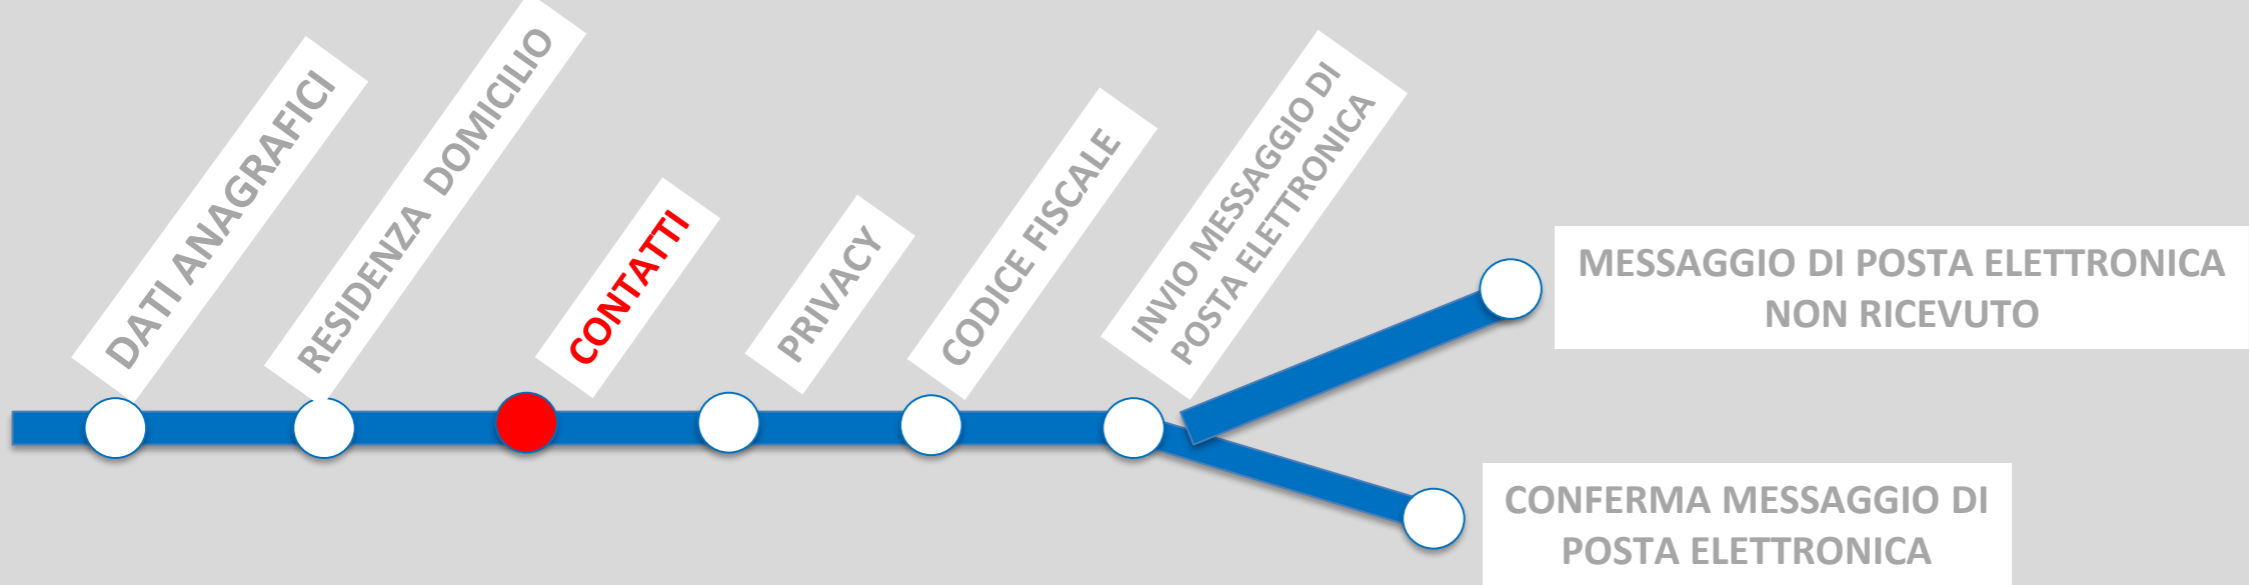 DATI ANAGRAFICI
RESIDENZA DOMICILIO
CONTATTI
PRIVACY
CODICE FISCALE
INVIO MESSAGGIO DI
POSTA ELETTRONICA
MESSAGGIO DI POSTA ELETTRONICA
NON RICEVUTO
CONFERMA MESSAGGIO DI
POSTA ELETTRONICA